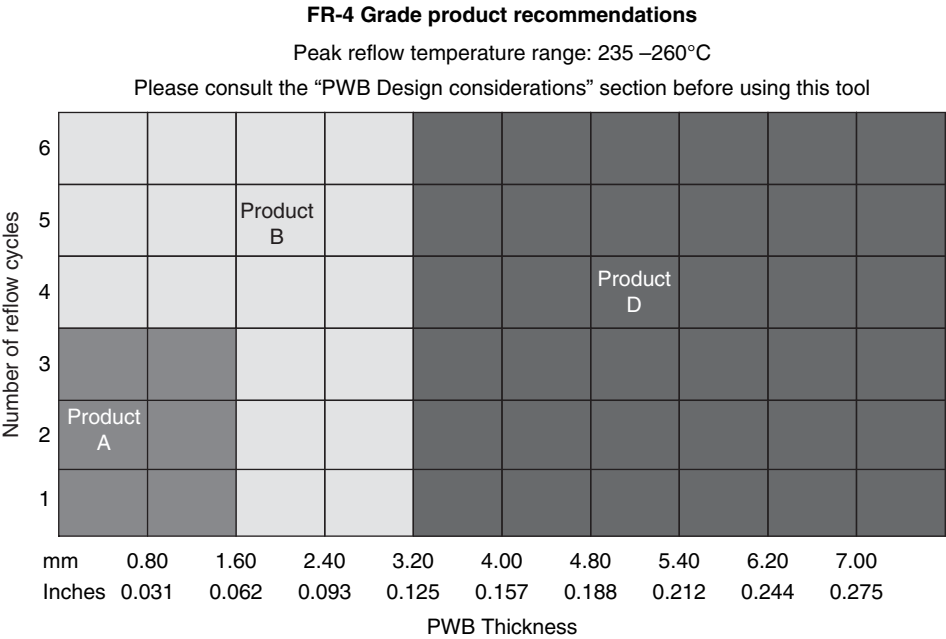 FR-4 Grade product recommendations
Peak reflow temperature range: 235 –260°C
Please consult the “PWB Design considerations” section before using this tool
Number of reflow cycles
6
5
4
3
2
1
Product
B
Product
D
Product
A
mm 0.80 1.60 2.40 3.20 4.00 4.80 5.40 6.20 7.00
Inches 0.031 0.062 0.093 0.125 0.157 0.188 0.212 0.244 0.275
PWB Thickness